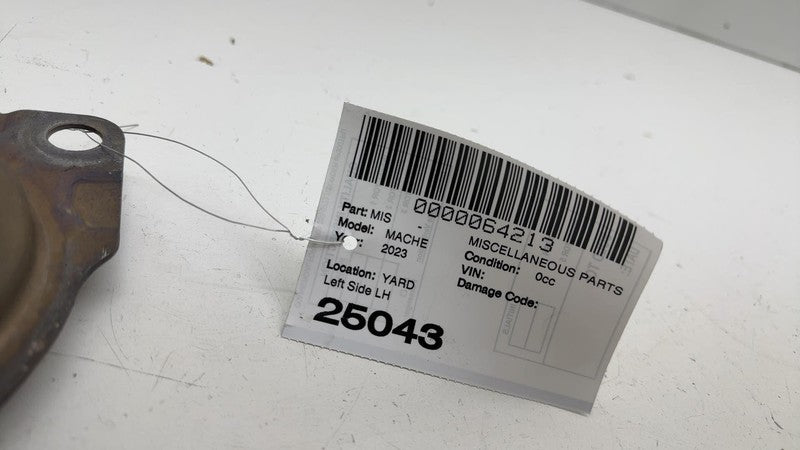 0000064213
Part: MIS - MISCELLANEOUS PARTS
Model: MACHE Condition: 0cc
Year: 2023 VIN:
Damage Code:
Location: YARD
Left Side LH
25043